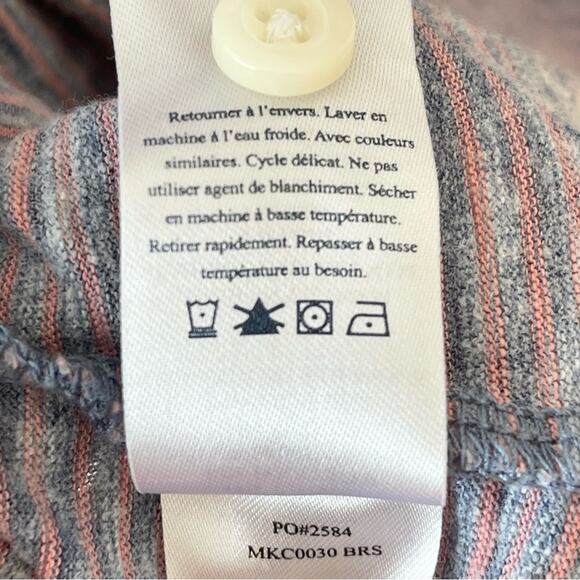 Retourner à l'envers. Laver en
machine à l'eau froide. Avec couleurs
similaires. Cycle délicat. Ne pas
utiliser agent de blanchiment. Sécher
en machine à basse température.
Retirer rapidement. Repasser à basse
température au besoin.
PO#2584
MKC0030 BRS